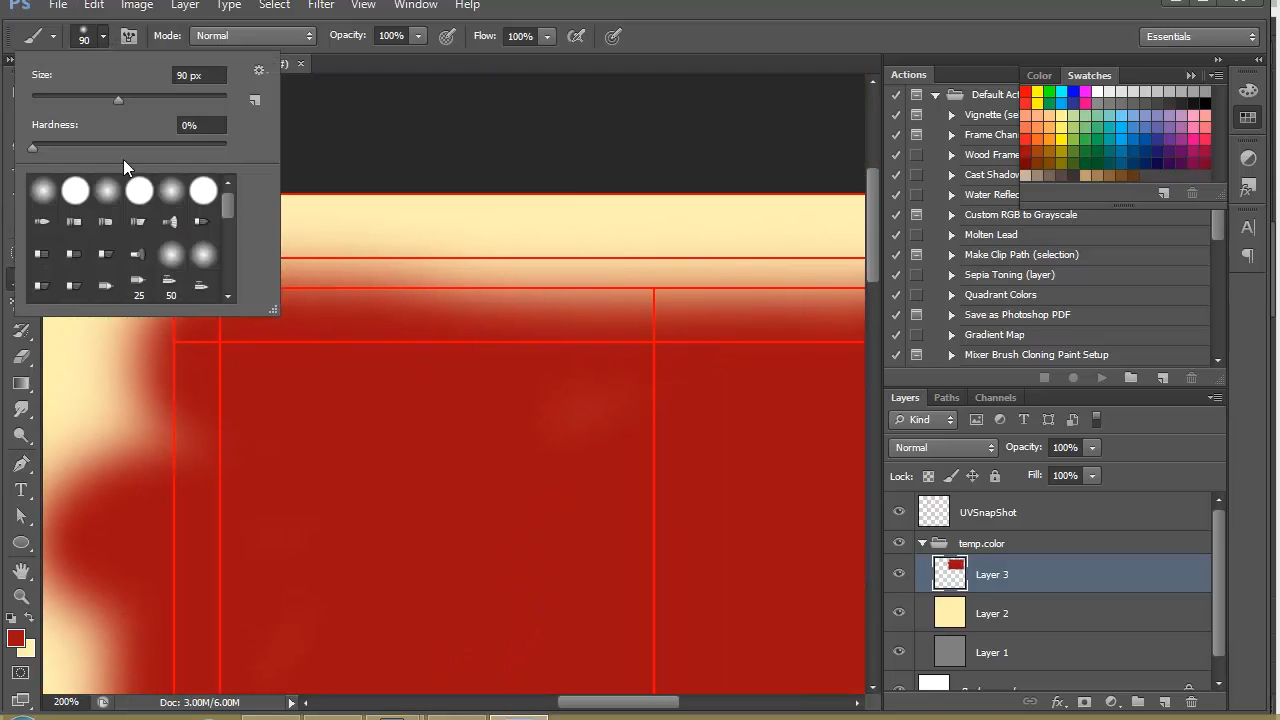 Ps File Edit Image Layer Type Select Filter View Window Help
90 Mode: Normal Opacity: 100% Flow: 100% Essentials
Size: 90 px
Hardness: 0%
25 50
#) ×
Actions
Color Swatches
Default Act
Vignette (se
Frame Chan
Wood Frame
Cast Shadow
Water Reflec
Custom RGB to Grayscale
Molten Lead
Make Clip Path (selection)
Sepia Toning (layer)
Quadrant Colors
Save as Photoshop PDF
Gradient Map
Mixer Brush Cloning Paint Setup
Layers Paths Channels
Kind
Normal Opacity: 100%
Lock: Fill: 100%
UVSnapShot
temp.color
Layer 3
Layer 2
Layer 1
200% Doc: 3.00M/6.00M